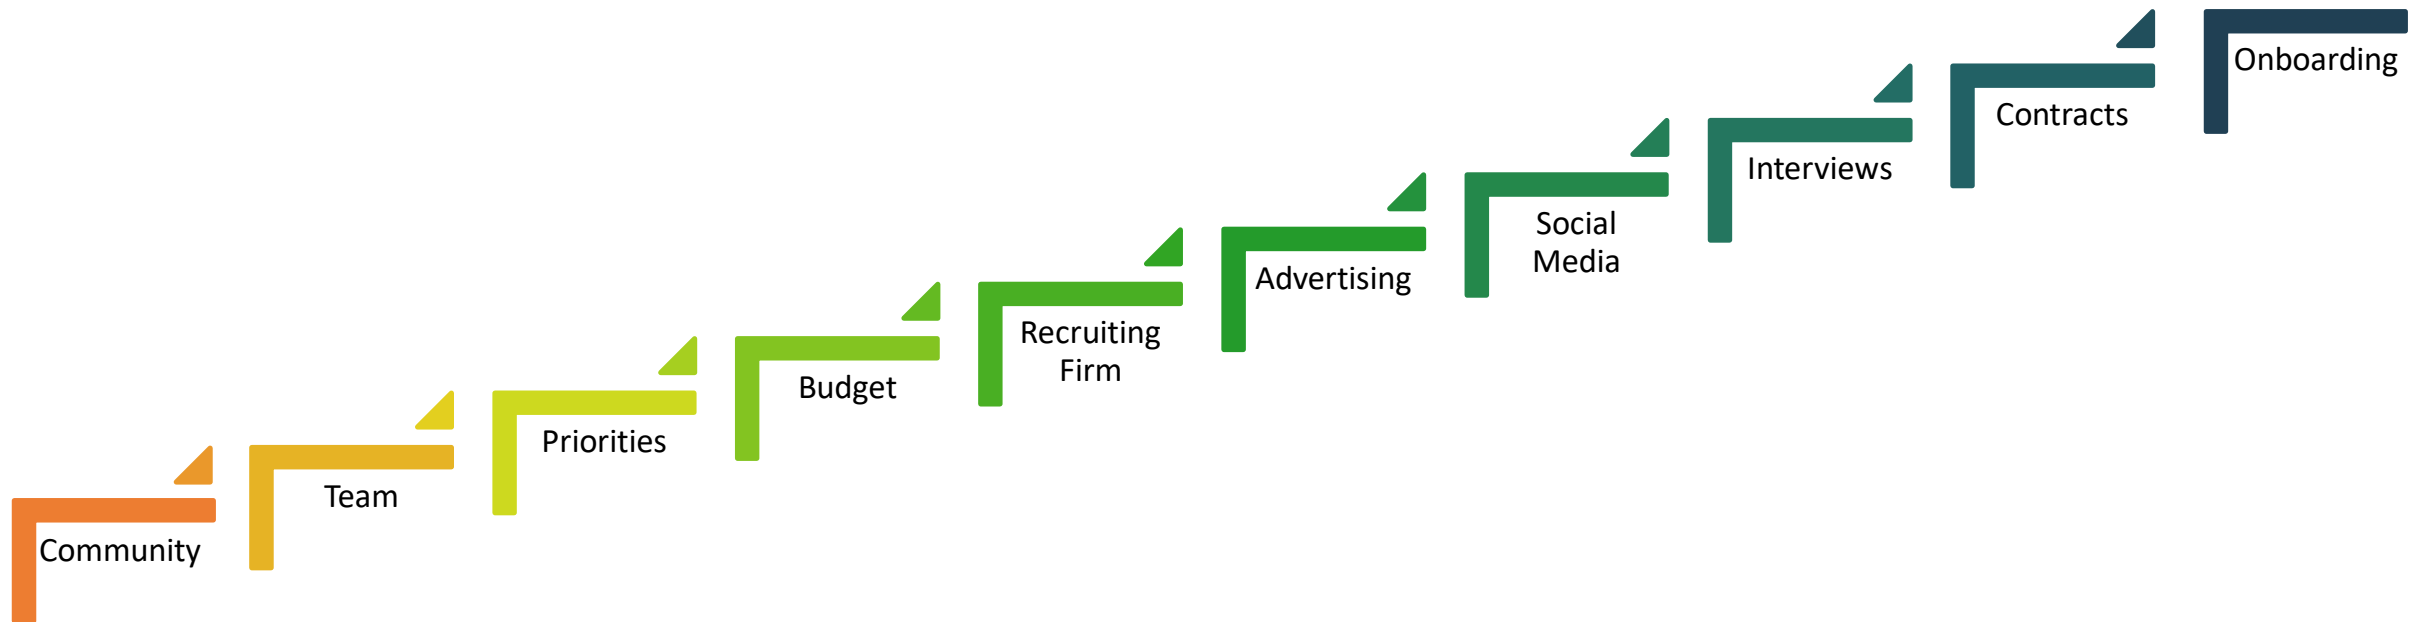 Community
Team
Priorities
Budget
Recruiting
Firm
Advertising
Social
Media
Interviews
Contracts
Onboarding